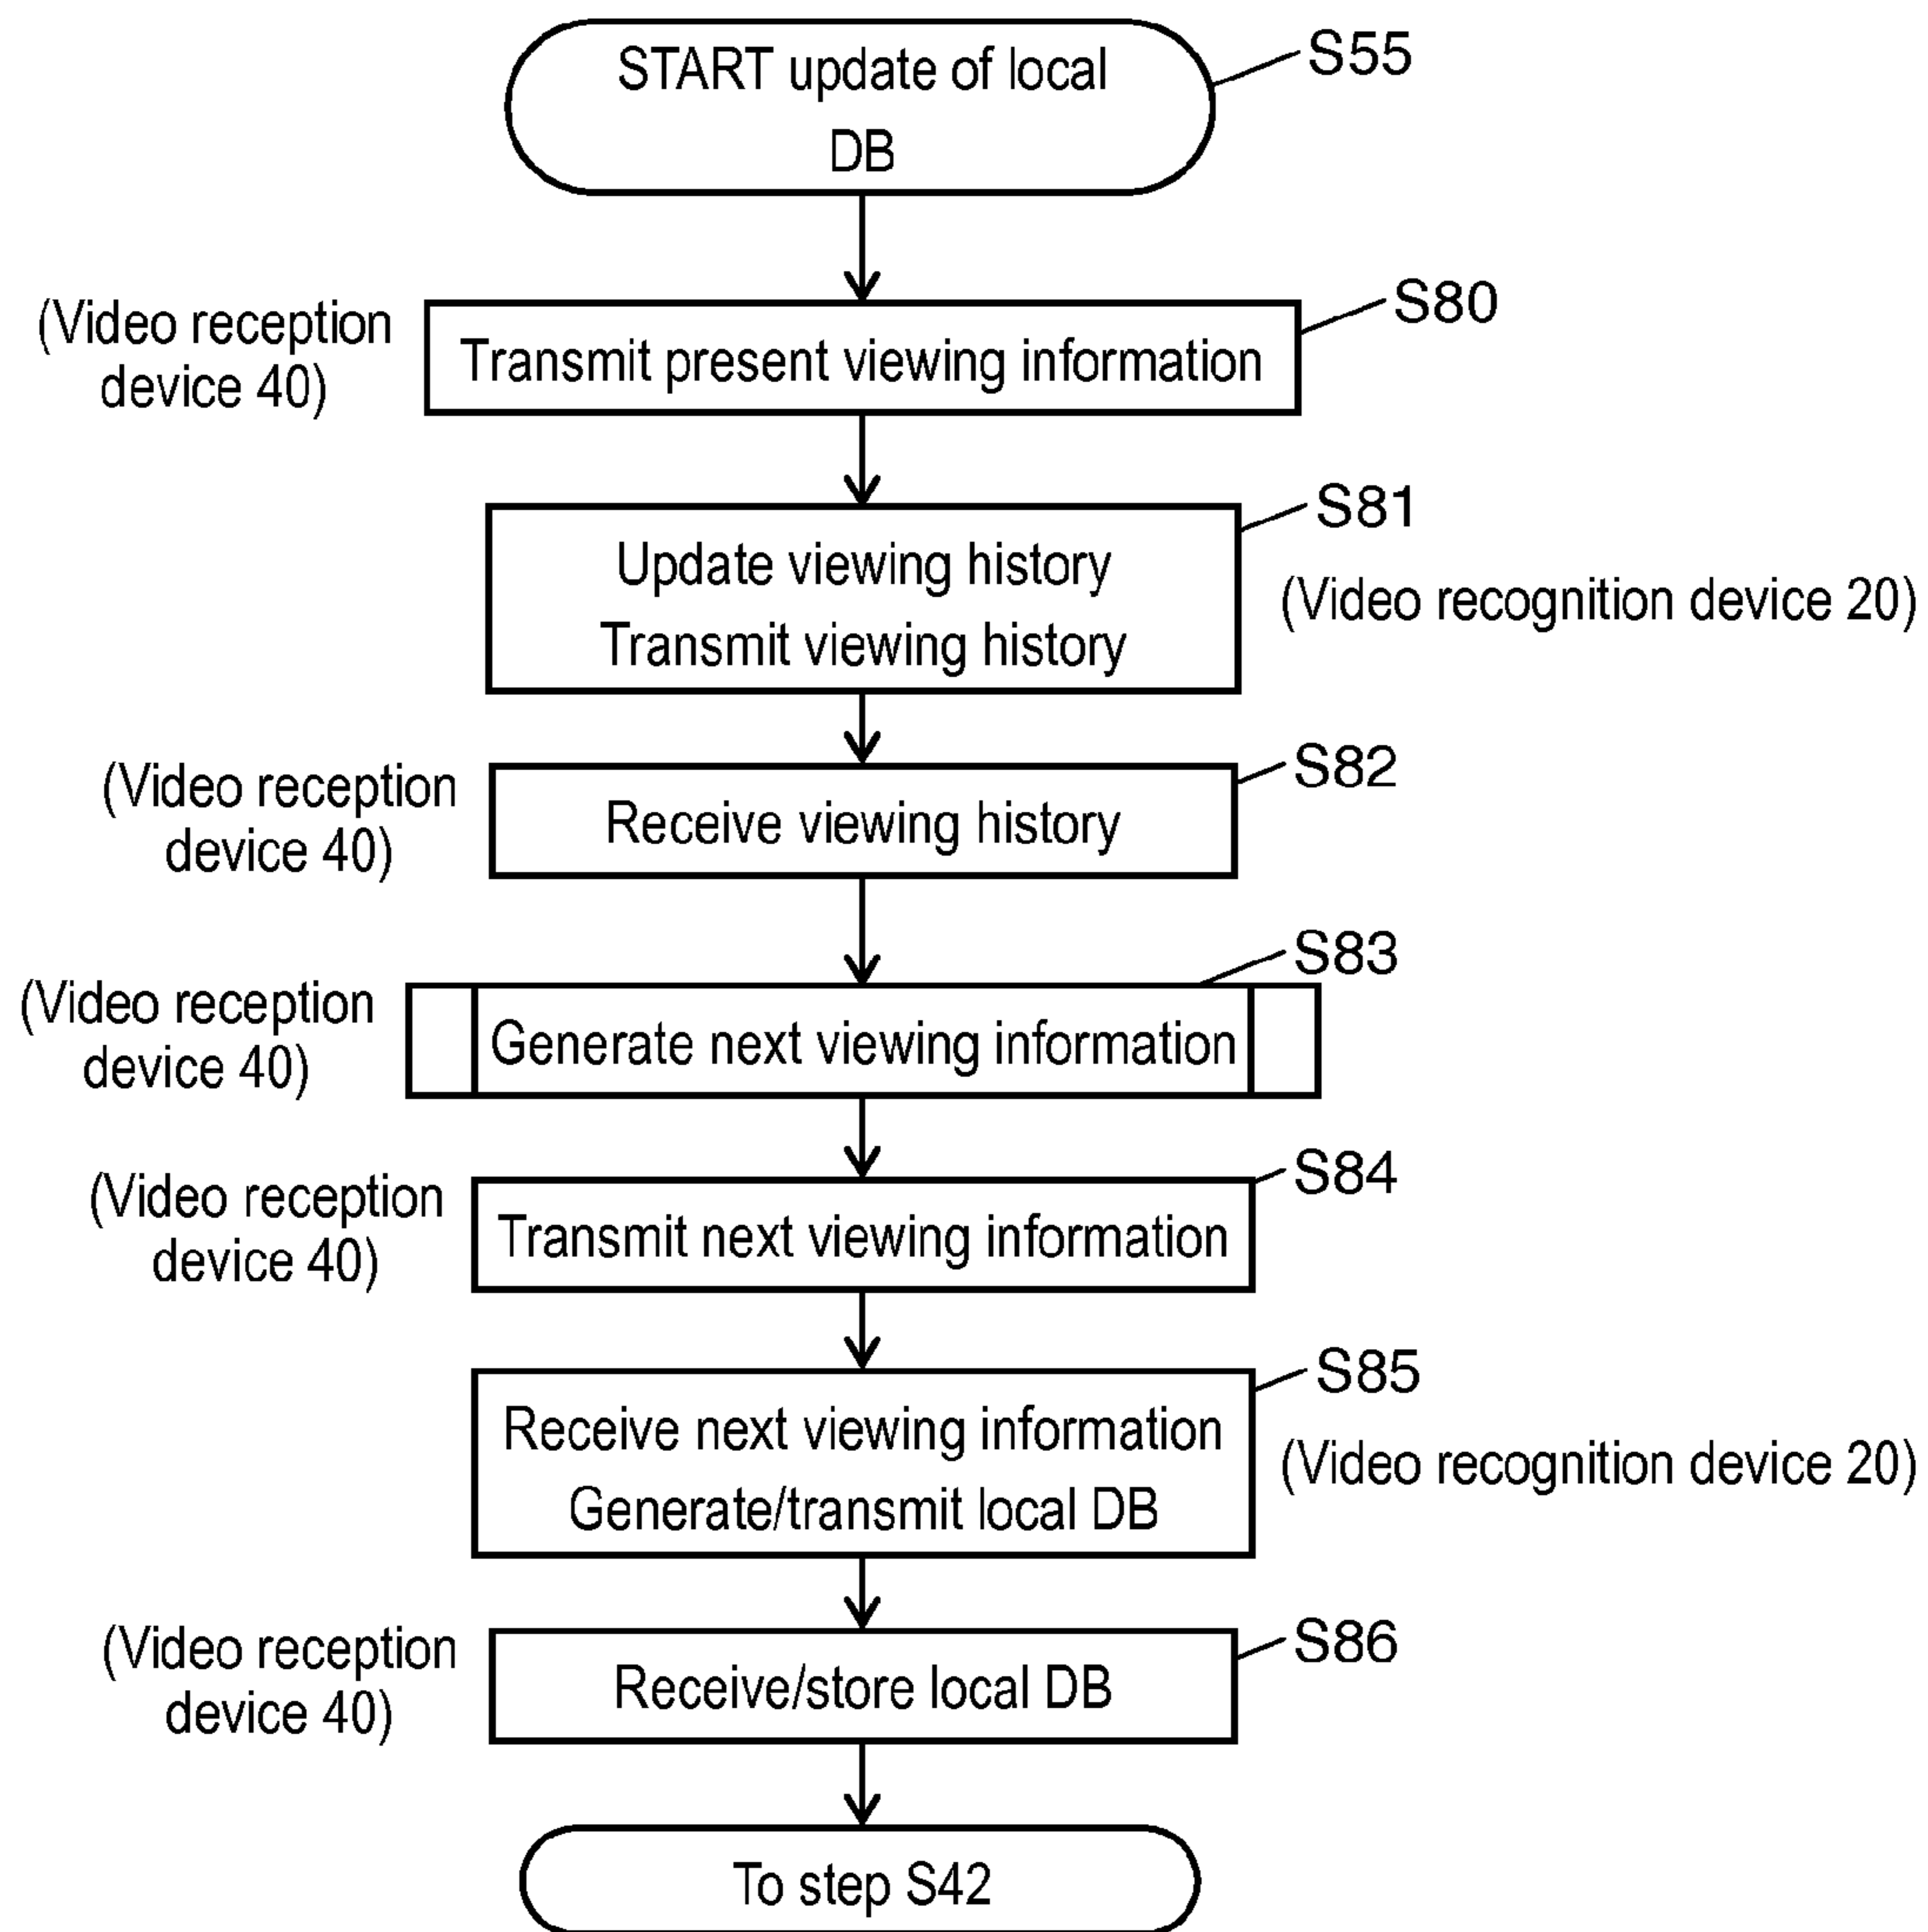 START update of local
DB
S55
(Video reception
device 40)
Transmit present viewing information
S80
Update viewing history
Transmit viewing history
S81
(Video recognition device 20)
(Video reception
device 40)
Receive viewing history
S82
(Video reception
device 40)
Generate next viewing information
S83
(Video reception
device 40)
Transmit next viewing information
S84
Receive next viewing information
Generate/transmit local DB
S85
(Video recognition device 20)
(Video reception
device 40)
Receive/store local DB
S86
To step S42